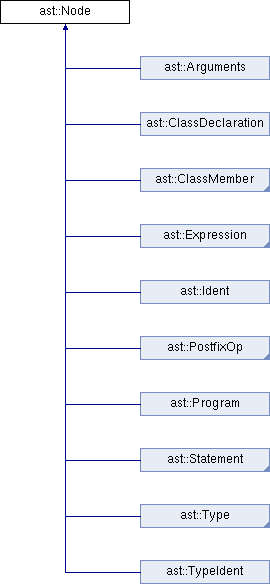 ast::Node
ast::Arguments
ast::ClassDeclaration
ast::ClassMember
ast::Expression
ast::Ident
ast::PostfixOp
ast::Program
ast::Statement
ast::Type
ast::TypeIdent